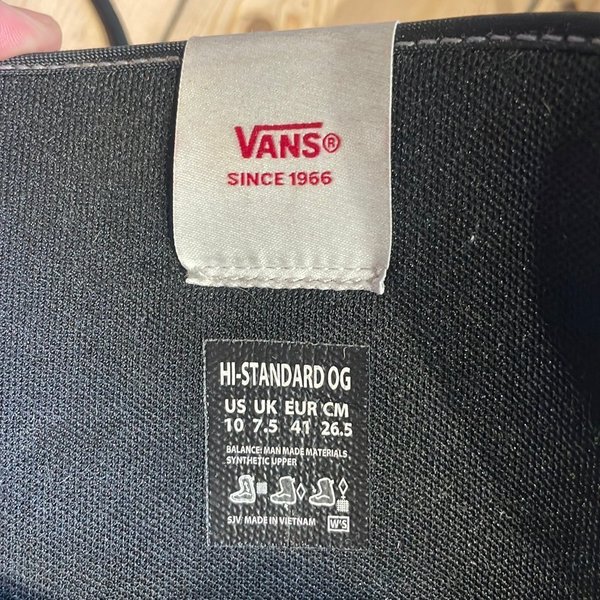 VANS®
SINCE 1966
HI-STANDARD OG
US UK EUR CM
10 7.5 41 26.5
BALANCE: MAN MADE MATERIALS
SYNTHETIC UPPER
SJV MADE IN VIETNAM W'S